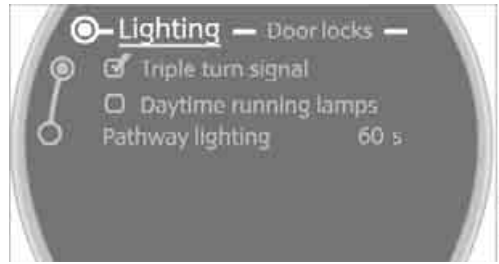 Lighting Door locks
Triple turn signal
Daytime running lamps
Pathway lighting 60 s